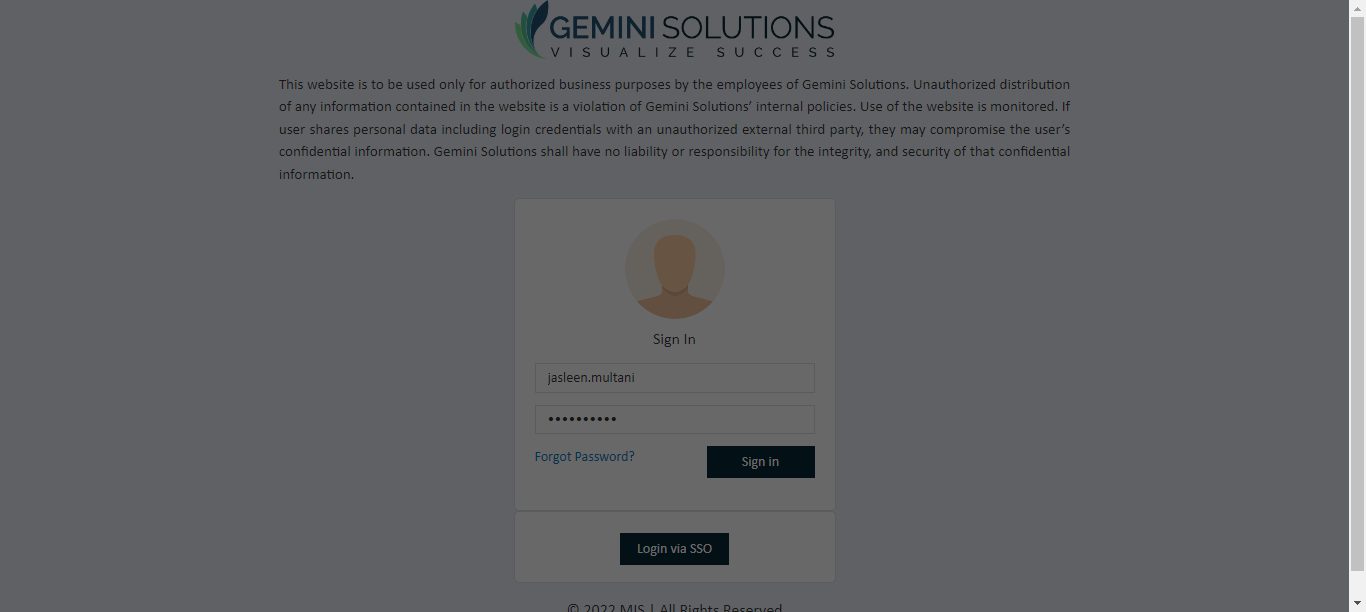 GEMINI SOLUTIONS
VISUALIZE SUCCESS
This website is to be used only for authorized business purposes by the employees of Gemini Solutions. Unauthorized distribution
of any information contained in the website is a violation of Gemini Solutions’ internal policies. Use of the website is monitored. If
user shares personal data including login credentials with an unauthorized external third party, they may compromise the user’s
confidential information. Gemini Solutions shall have no liability or responsibility for the integrity, and security of that confidential
information.
Sign In
jasleen.multani
••••••••••
Forgot Password?
Sign in
Login via SSO
© 2022 MIS | All Rights Reserved